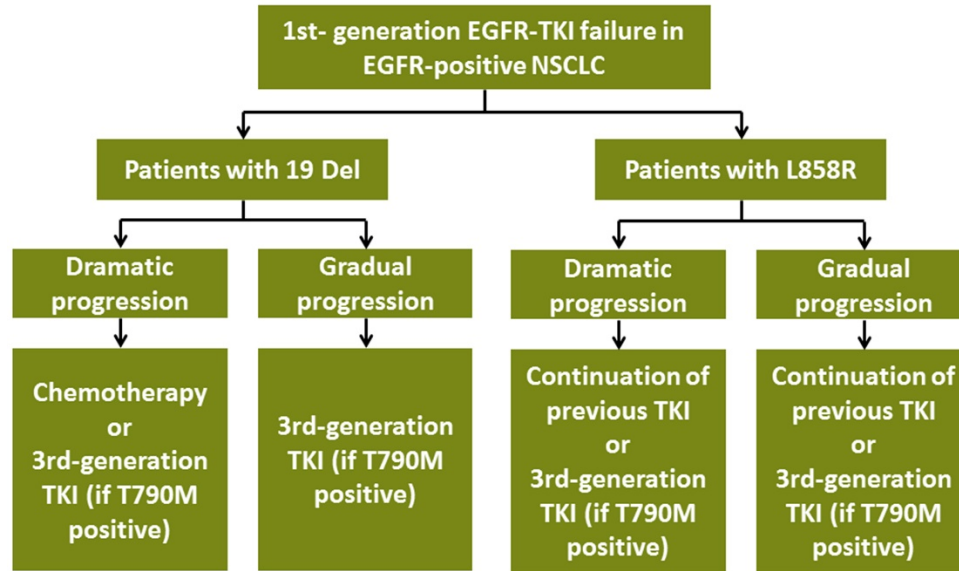 1st- generation EGFR-TKI failure in
EGFR-positive NSCLC
Patients with 19 Del
Patients with L858R
Dramatic
progression
Gradual
progression
Dramatic
progression
Gradual
progression
Chemotherapy
or
3rd-generation
TKI (if T790M
positive)
3rd-generation
TKI (if T790M
positive)
Continuation of
previous TKI
or
3rd-generation
TKI (if T790M
positive)
Continuation of
previous TKI
or
3rd-generation
TKI (if T790M
positive)